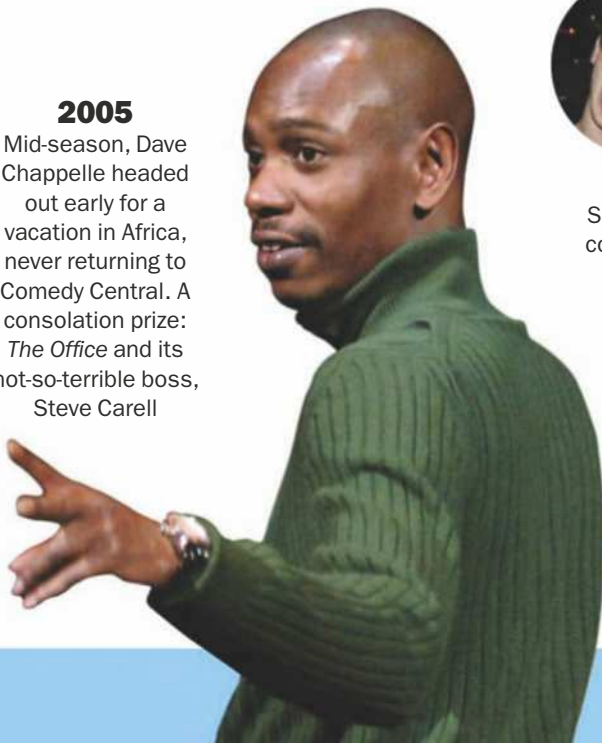 2005
Mid-season, Dave
Chappelle headed
out early for a
vacation in Africa,
never returning to
Comedy Central. A
consolation prize:
The Office and its
not-so-terrible boss,
Steve Carell
S
co